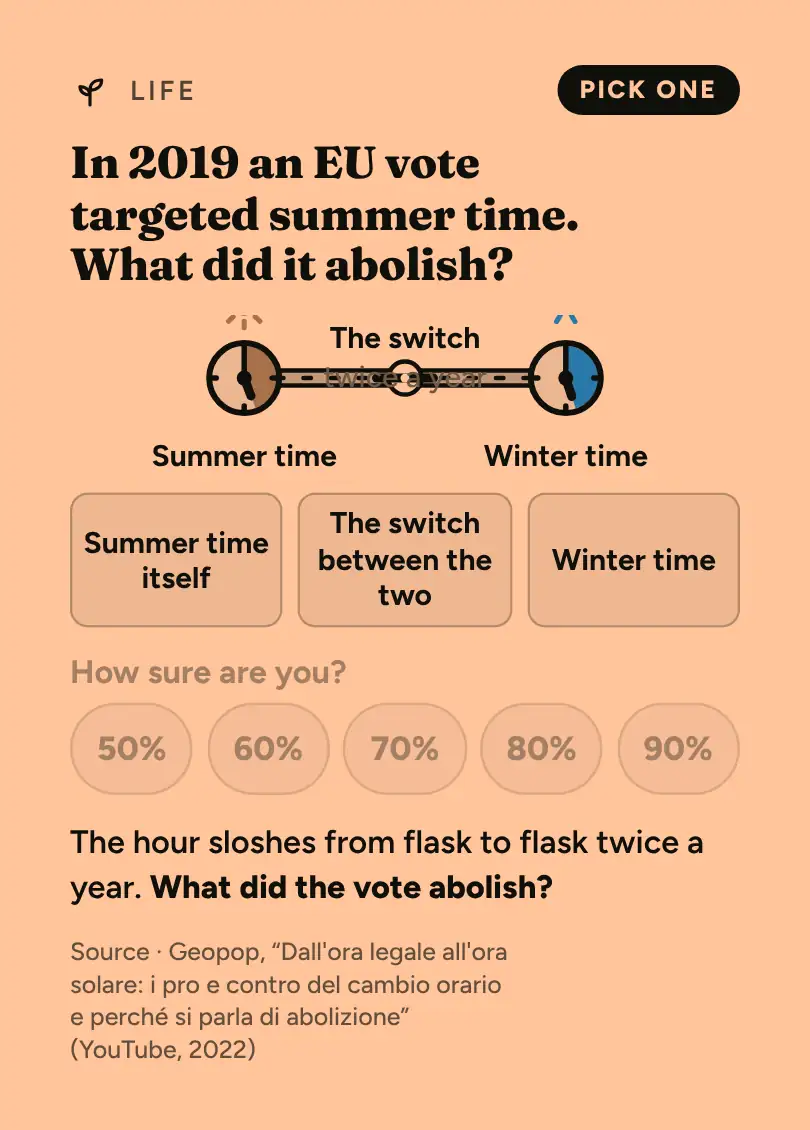 LIFE
PICK ONE
In 2019 an EU vote
targeted summer time.
What did it abolish?
The switch
twice a year
Summer time
Winter time
Summer time
itself
The switch
between the
two
Winter time
How sure are you?
50%
60%
70%
80%
90%
The hour sloshes from flask to flask twice a
year. What did the vote abolish?
Source · Geopop, “Dall'ora legale all'ora
solare: i pro e contro del cambio orario
e perché si parla di abolizione”
(YouTube, 2022)